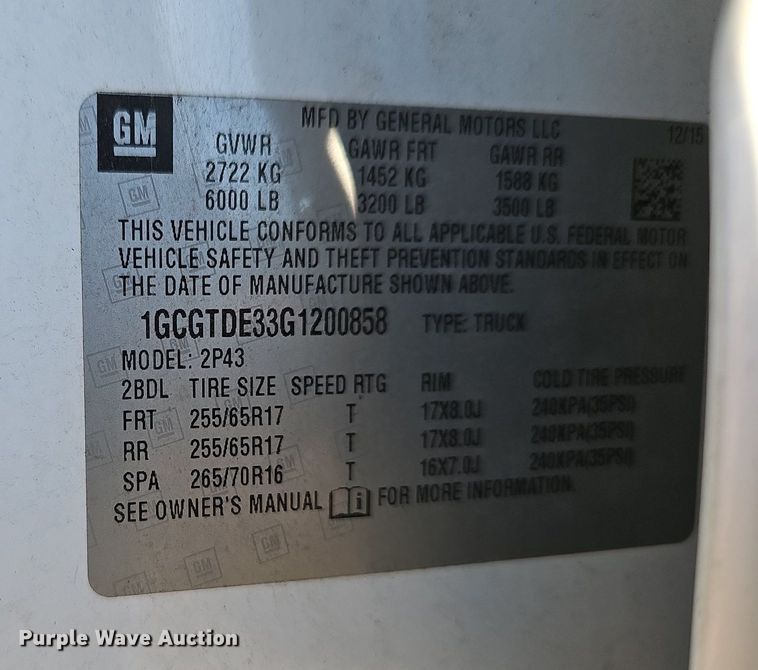 GM
MFD BY GENERAL MOTORS LLC 12/15
GVWR GAWR FRT GAWR RR
2722 KG 1452 KG 1588 KG
6000 LB 3200 LB 3500 LB
THIS VEHICLE CONFORMS TO ALL APPLICABLE U.S. FEDERAL MOTOR
VEHICLE SAFETY AND THEFT PREVENTION STANDARDS IN EFFECT ON
THE DATE OF MANUFACTURE SHOWN ABOVE.
1GCGTDE33G1200858 TYPE: TRUCK
MODEL: 2P43
2BDL TIRE SIZE SPEED RTG RIM COLD TIRE PRESSURE
FRT 255/65R17 T 17X8.0J 240KPA(35PSI)
RR 255/65R17 T 17X8.0J 240KPA(35PSI)
SPA 265/70R16 T 16X7.0J 240KPA(35PSI)
SEE OWNER'S MANUAL i FOR MORE INFORMATION.
Purple Wave Auction